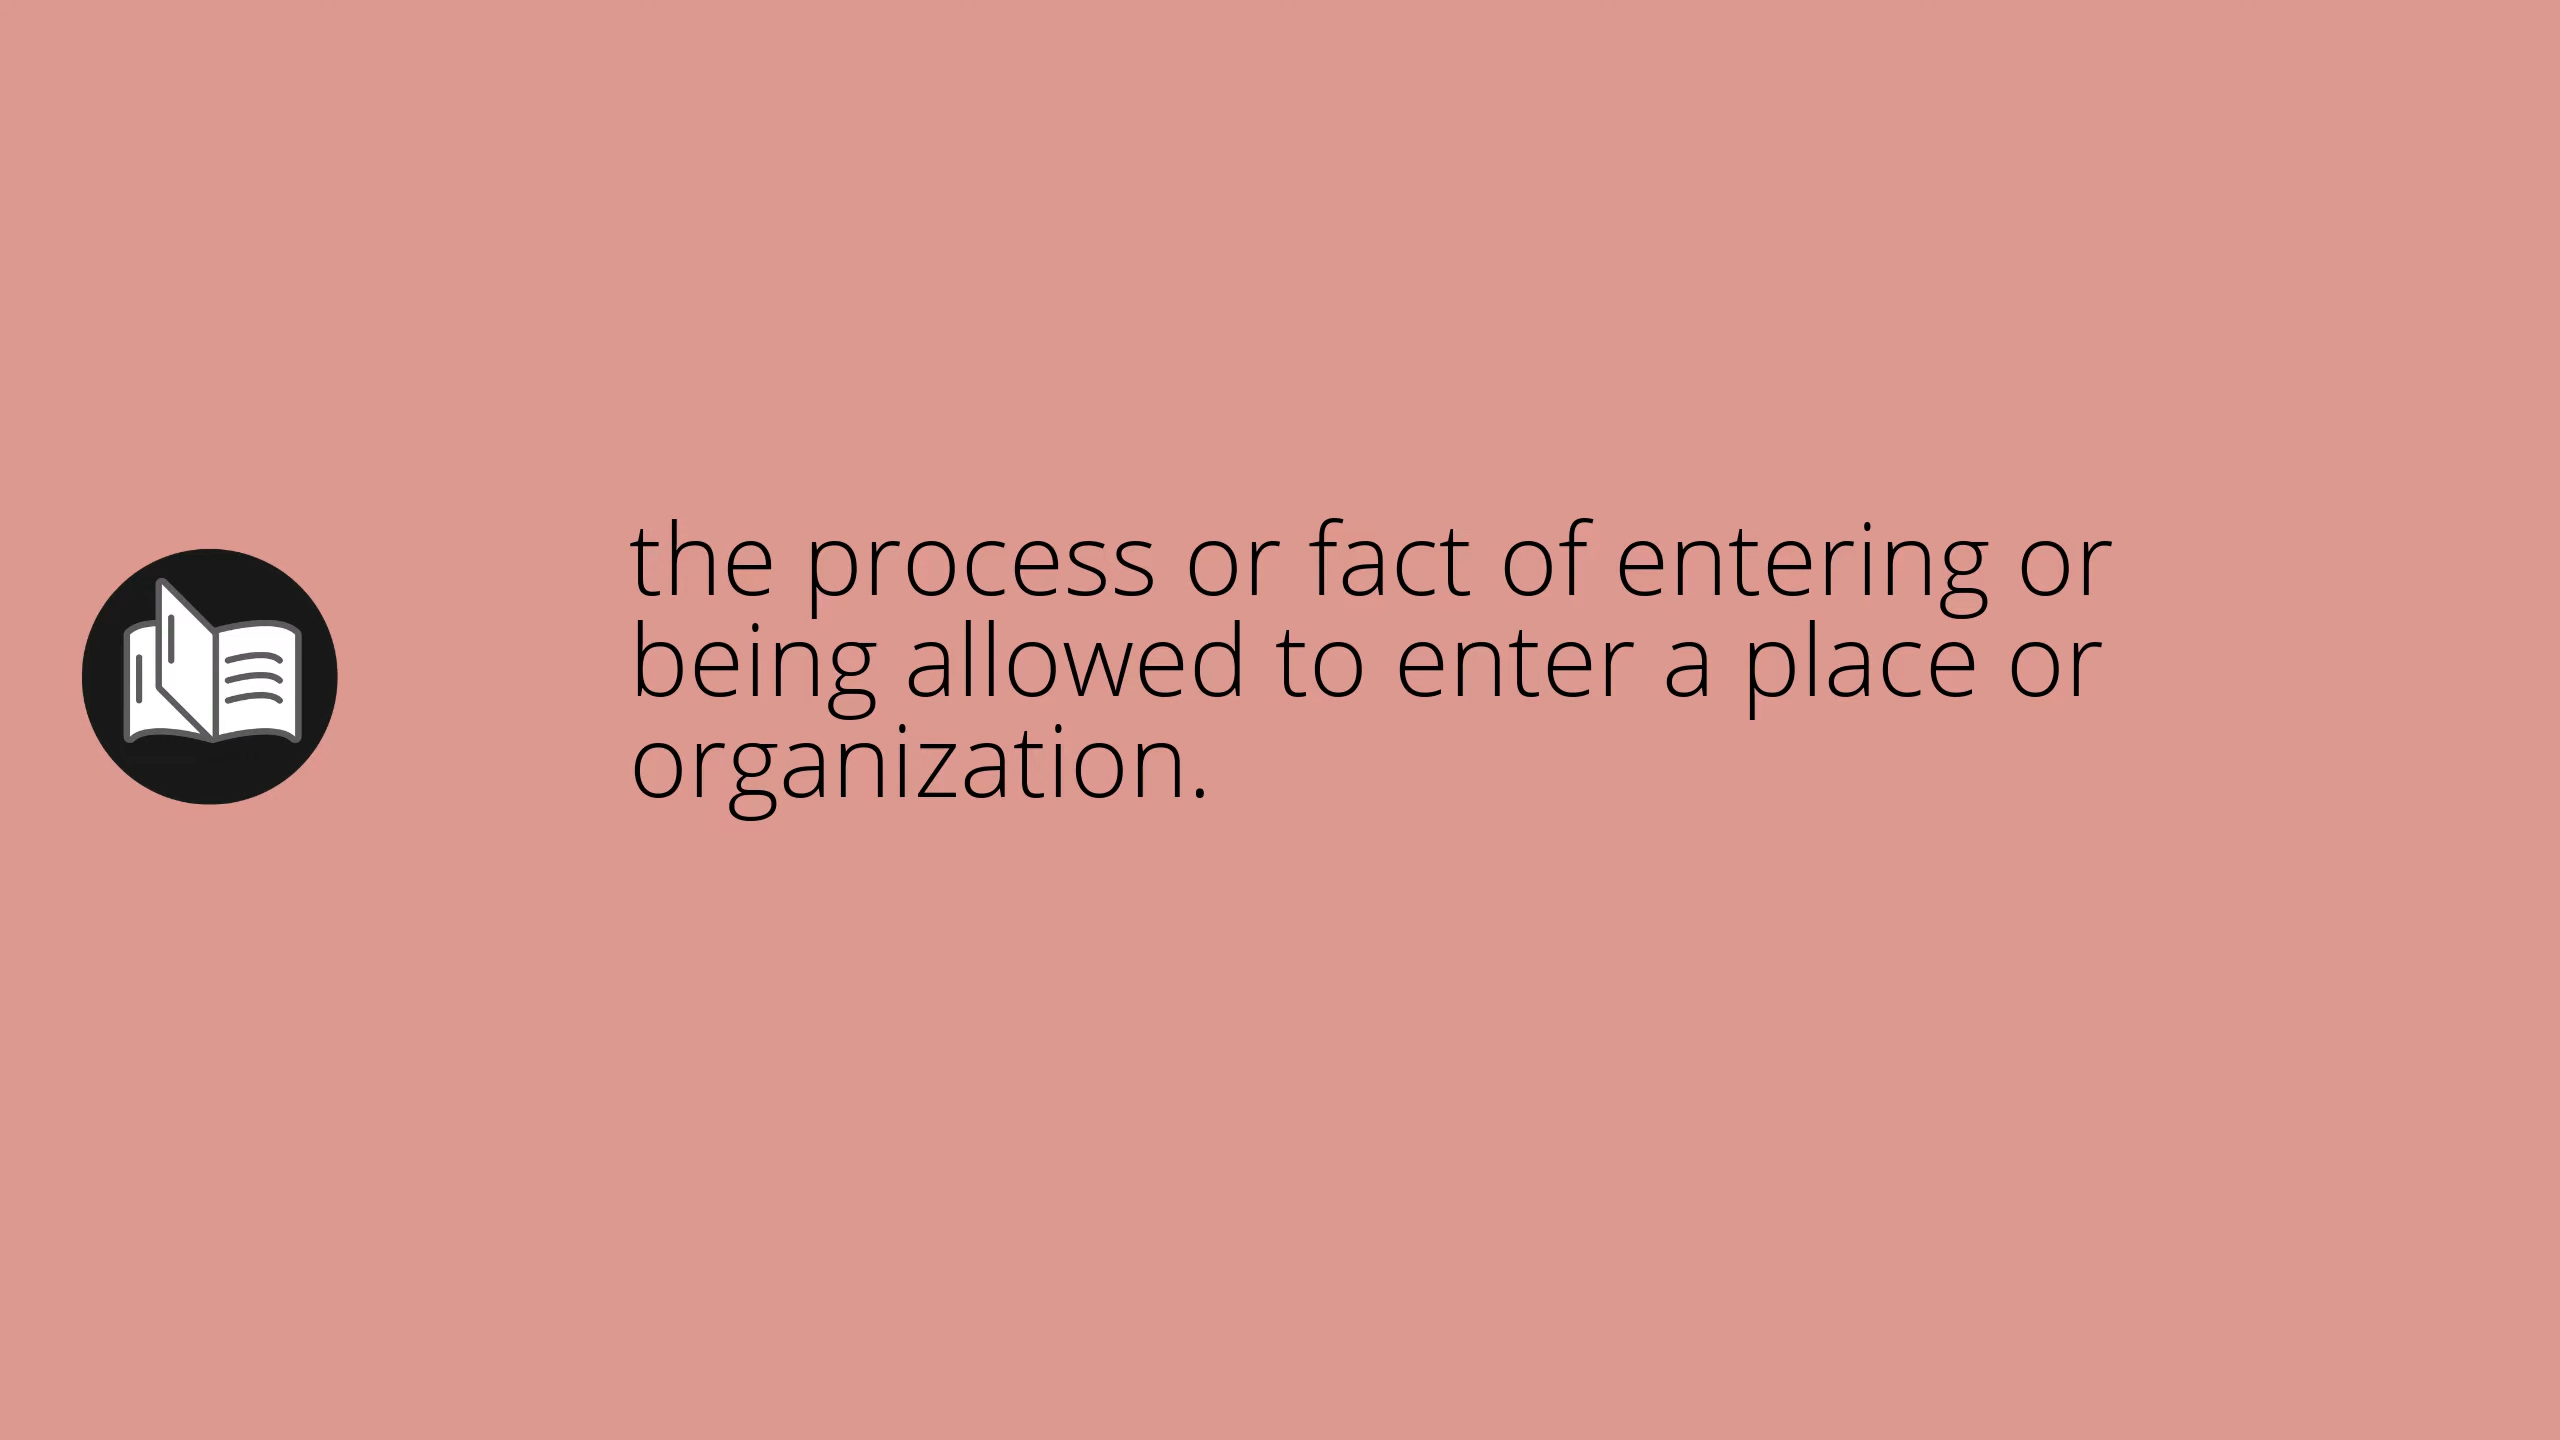 the process or fact of entering or
being allowed to enter a place or
organization.